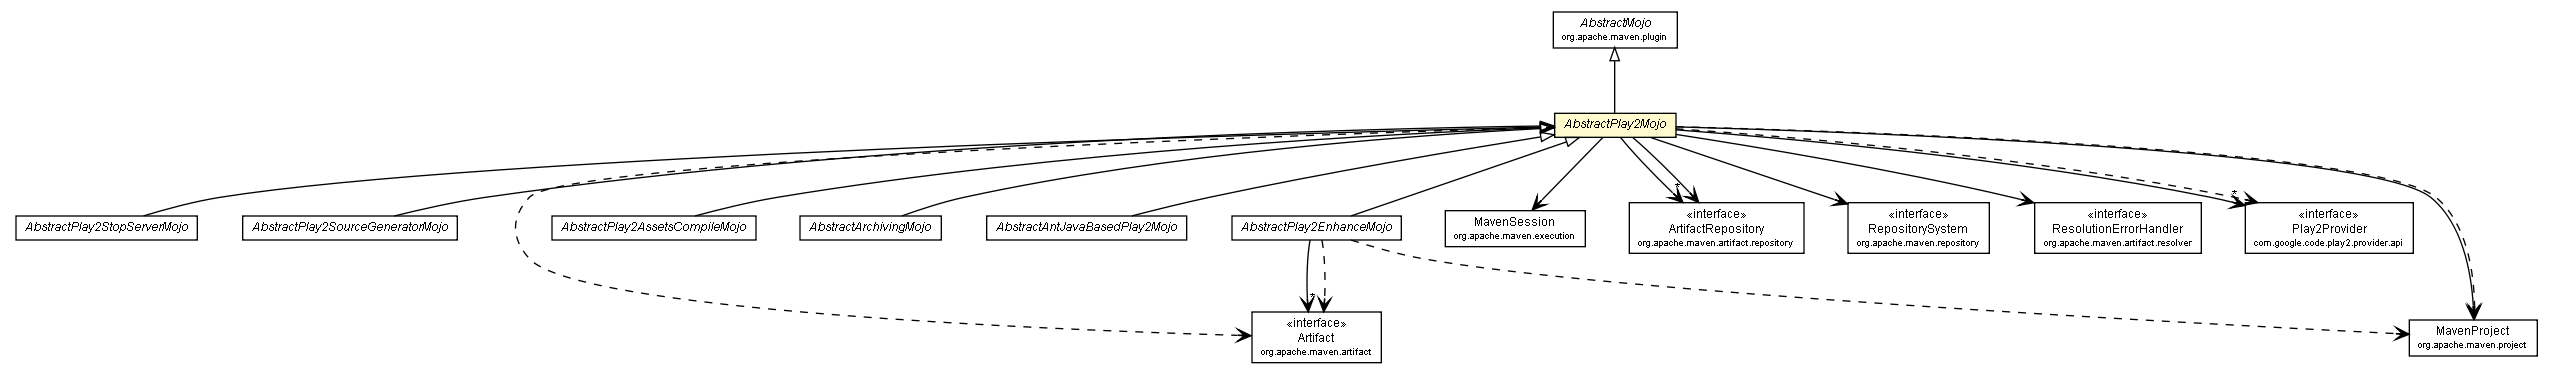 AbstractMojo
org.apache.maven.plugin
AbstractPlay2Mojo
AbstractPlay2StopServerMojo
AbstractPlay2SourceGeneratorMojo
AbstractPlay2AssetsCompileMojo
AbstractArchivingMojo
AbstractAntJavaBasedPlay2Mojo
AbstractPlay2EnhanceMojo
MavenSession
org.apache.maven.execution
*
«interface»
ArtifactRepository
org.apache.maven.artifact.repository
«interface»
RepositorySystem
org.apache.maven.repository
«interface»
ResolutionErrorHandler
org.apache.maven.artifact.resolver
*
«interface»
Play2Provider
com.google.code.play2.provider.api
*
«interface»
Artifact
org.apache.maven.artifact
MavenProject
org.apache.maven.project